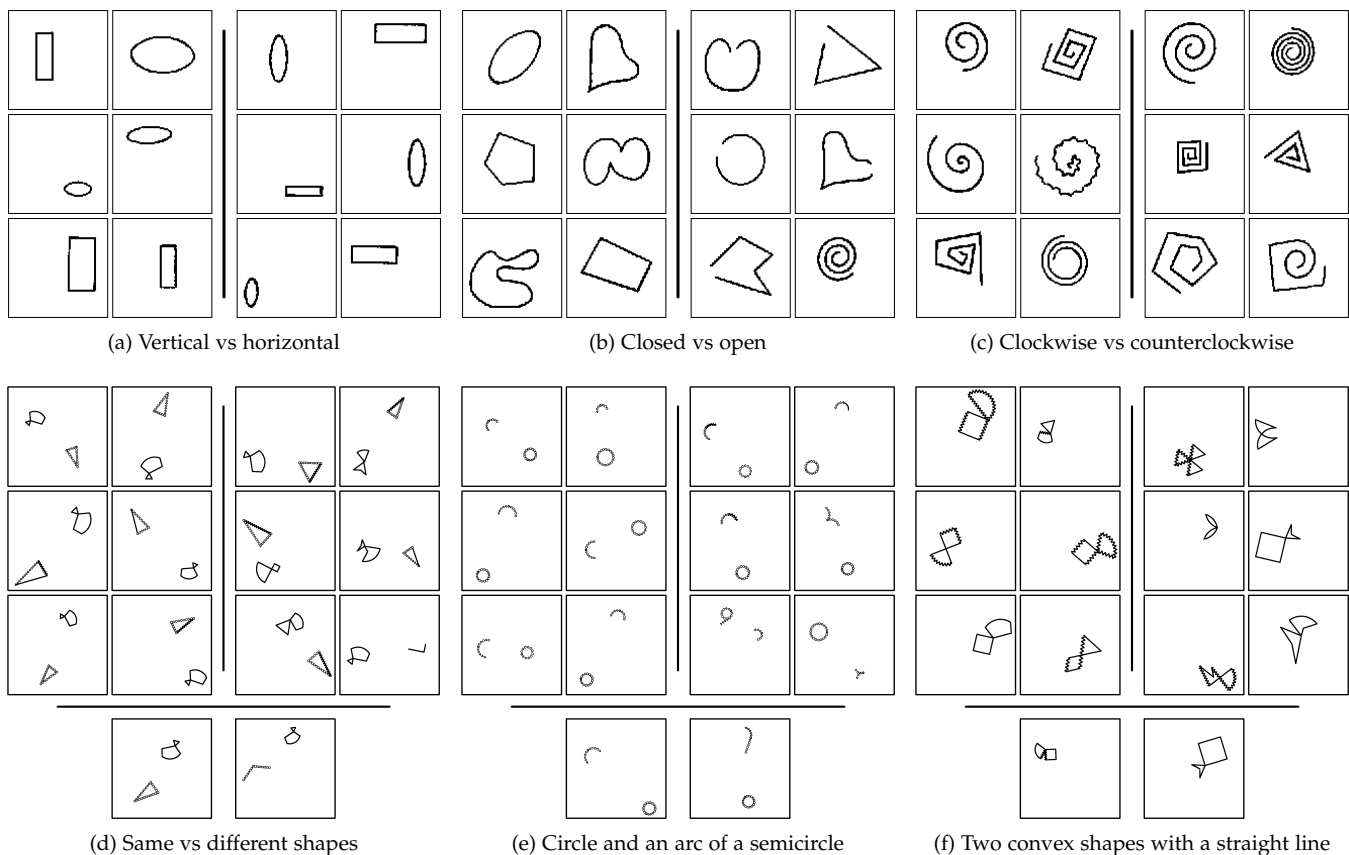 (a) Vertical vs horizontal
(b) Closed vs open
(c) Clockwise vs counterclockwise
(d) Same vs different shapes
(e) Circle and an arc of a semicircle
(f) Two convex shapes with a straight line